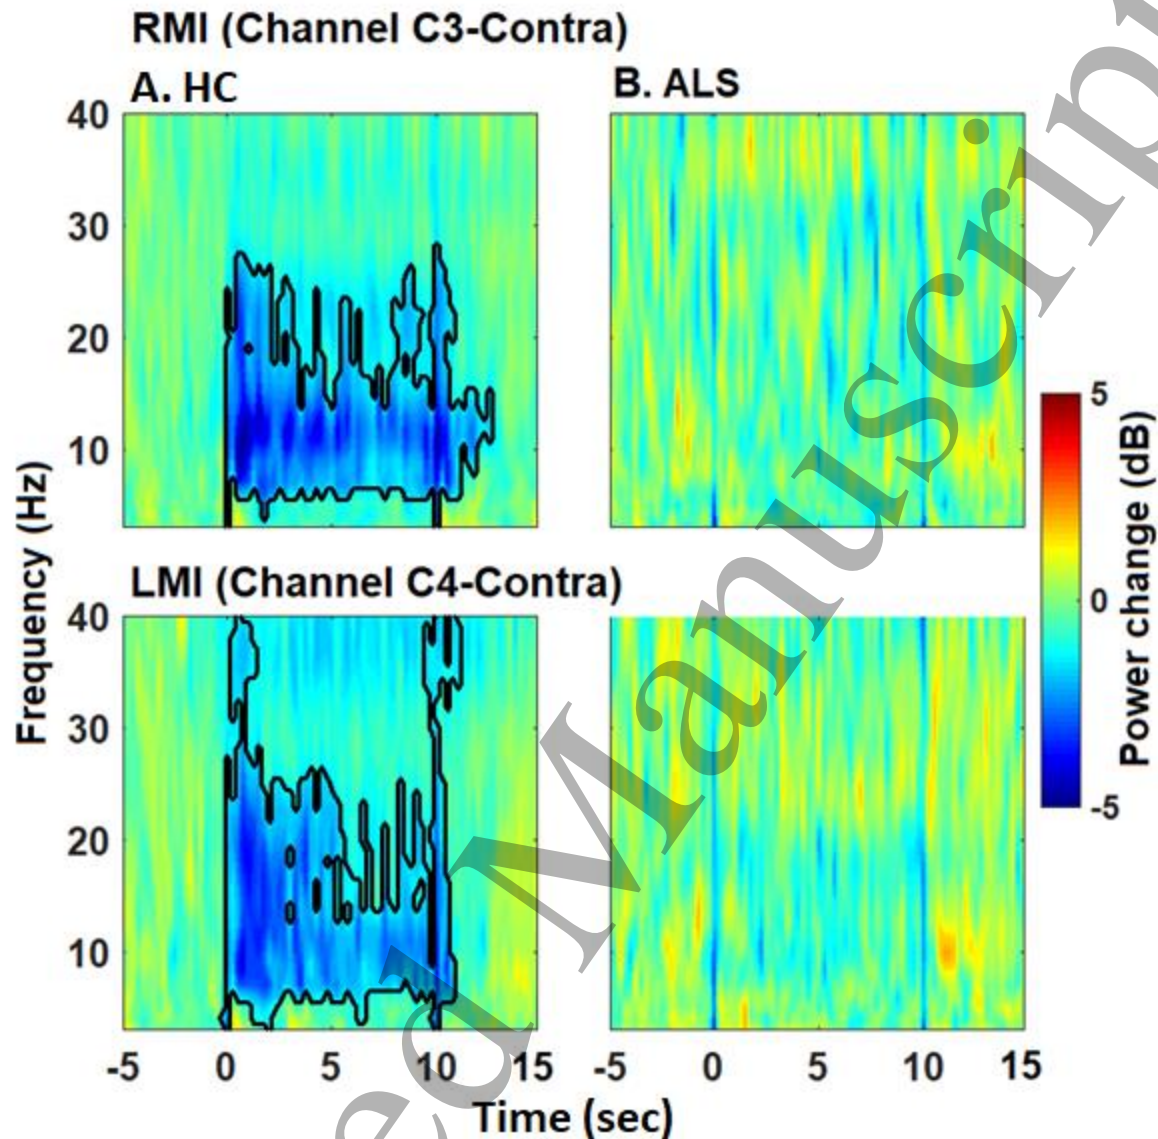 RMI (Channel C3-Contra)
A. HC
B. ALS
40
30
20
10
LMI (Channel C4-Contra)
40
30
20
10
-5
0
5
10
15
-5
0
5
10
15
Frequency (Hz)
Time (sec)
5
0
-5
Power change (dB)
ed Manuscrip